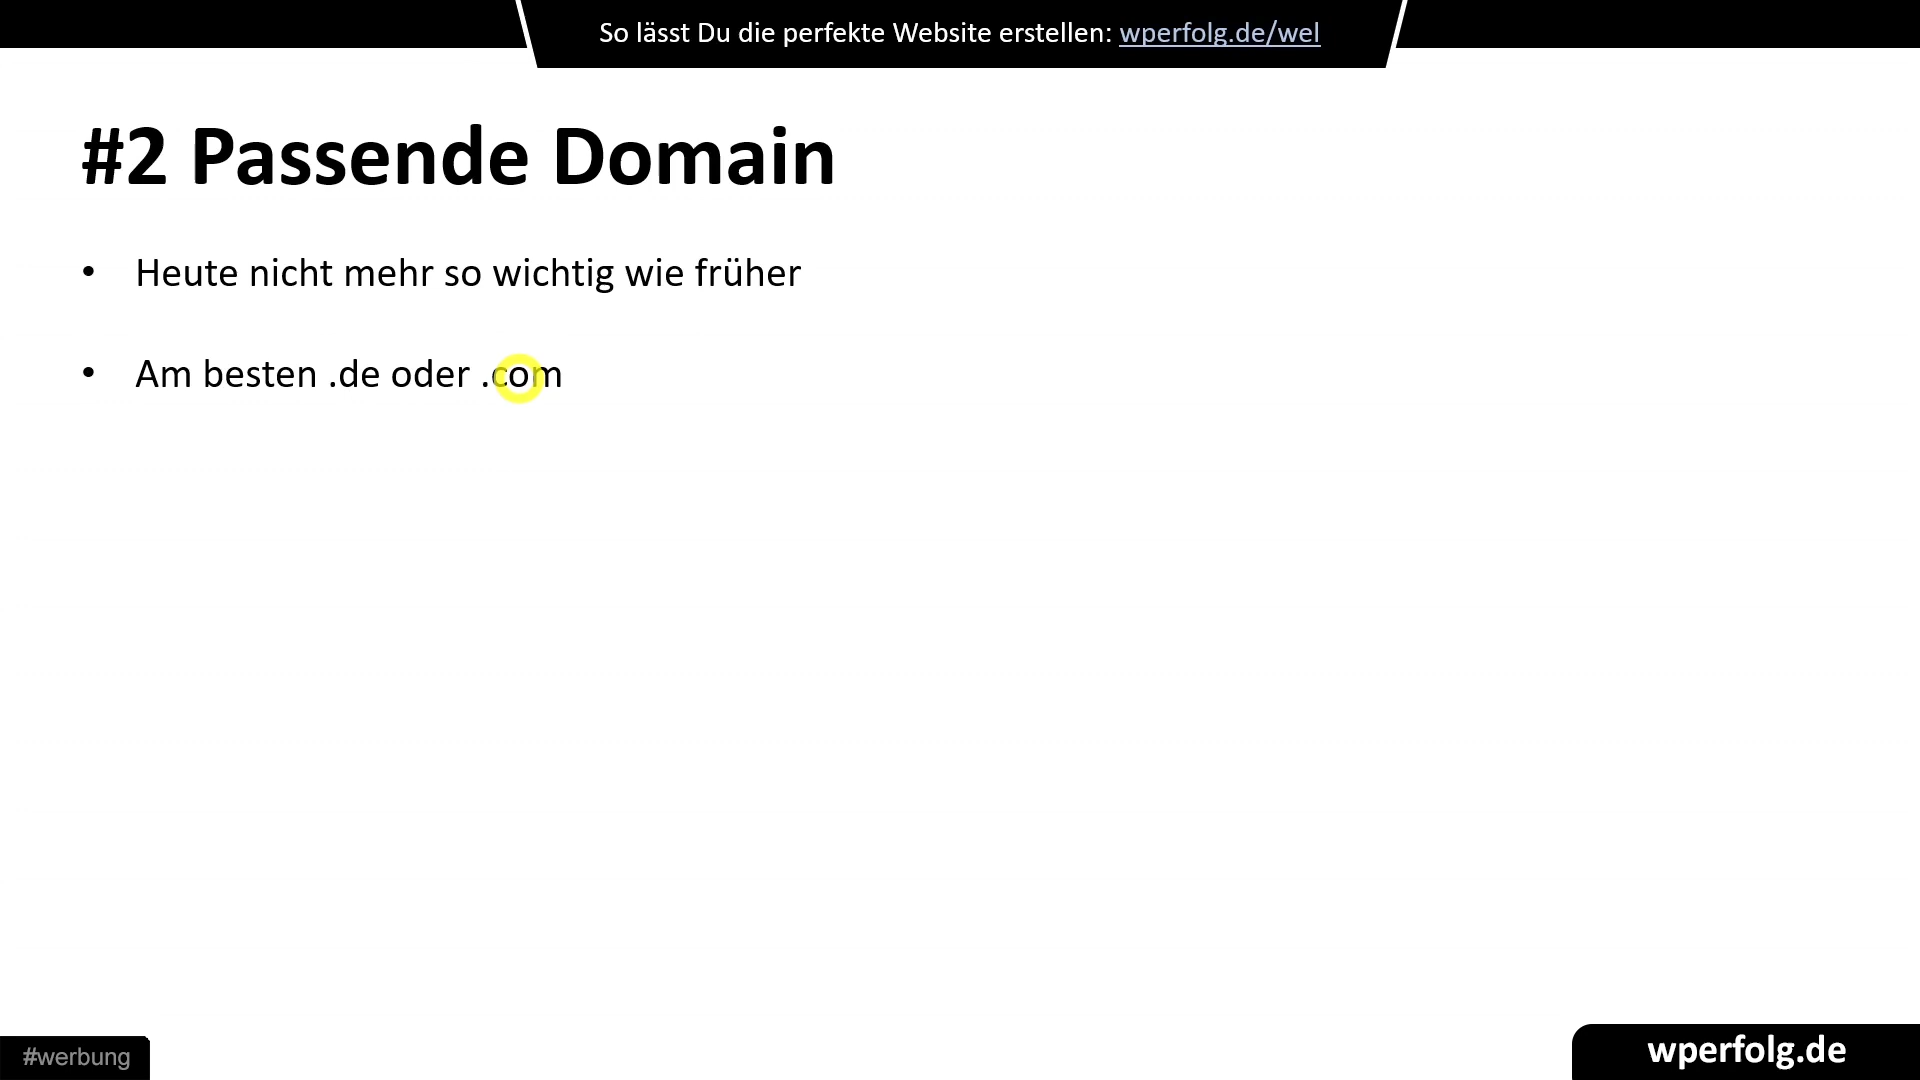 So lässt Du die perfekte Website erstellen: wperfolg.de/wel
#2 Passende Domain
• Heute nicht mehr so wichtig wie früher
• Am besten .de oder .com
#werbung
wperfolg.de